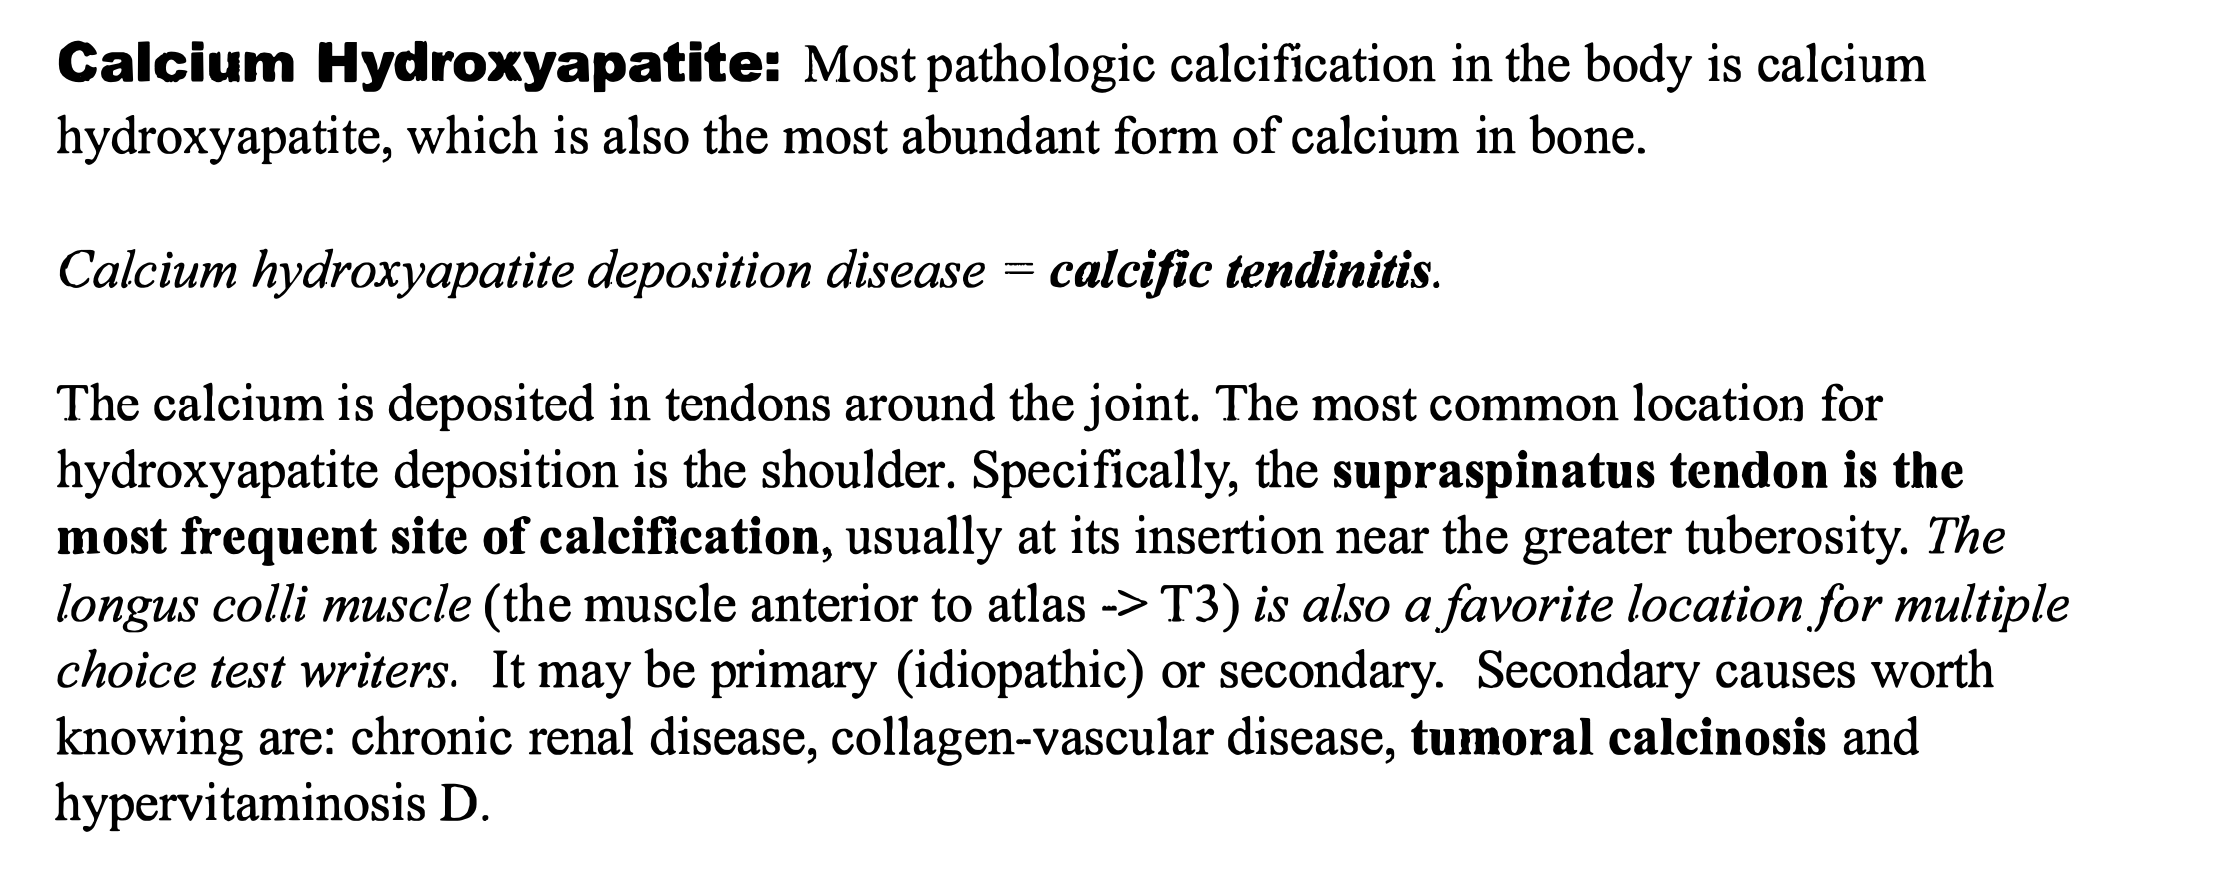 Calcium Hydroxyapatite: Most pathologic calcification in the body is calcium
hydroxyapatite, which is also the most abundant form of calcium in bone.
Calcium hydroxyapatite deposition disease = calcific tendinitis.
The calcium is deposited in tendons around the joint. The most common location for
hydroxyapatite deposition is the shoulder. Specifically, the supraspinatus tendon is the
most frequent site of calcification, usually at its insertion near the greater tuberosity. The
longus colli muscle (the muscle anterior to atlas -> T3) is also a favorite location for multiple
choice test writers. It may be primary (idiopathic) or secondary. Secondary causes worth
knowing are: chronic renal disease, collagen-vascular disease, tumoral calcinosis and
hypervitaminosis D.